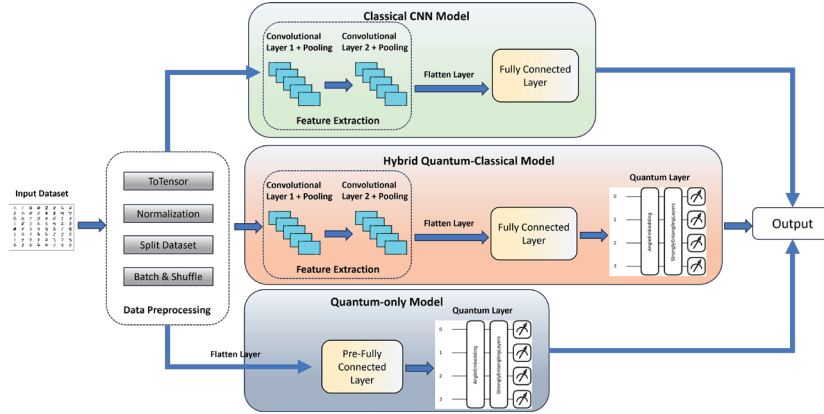 Classical CNN Model
Convolutional
Layer 1 + Pooling
Convolutional
Layer 2 + Pooling
Flatten Layer
Fully Connected
Layer
Feature Extraction
Input Dataset
ToTensor
Normalization
Split Dataset
Batch & Shuffle
Data Preprocessing
Hybrid Quantum-Classical Model
Convolutional
Layer 1 + Pooling
Convolutional
Layer 2 + Pooling
Flatten Layer
Fully Connected
Layer
Feature Extraction
Quantum Layer
0
1
2
3
AngleEmbedding
StronglyEntanglingLayers
Output
Quantum-only Model
Flatten Layer
Pre-Fully
Connected
Layer
Quantum Layer
0
1
2
3
AngleEmbedding
StronglyEntanglingLayers